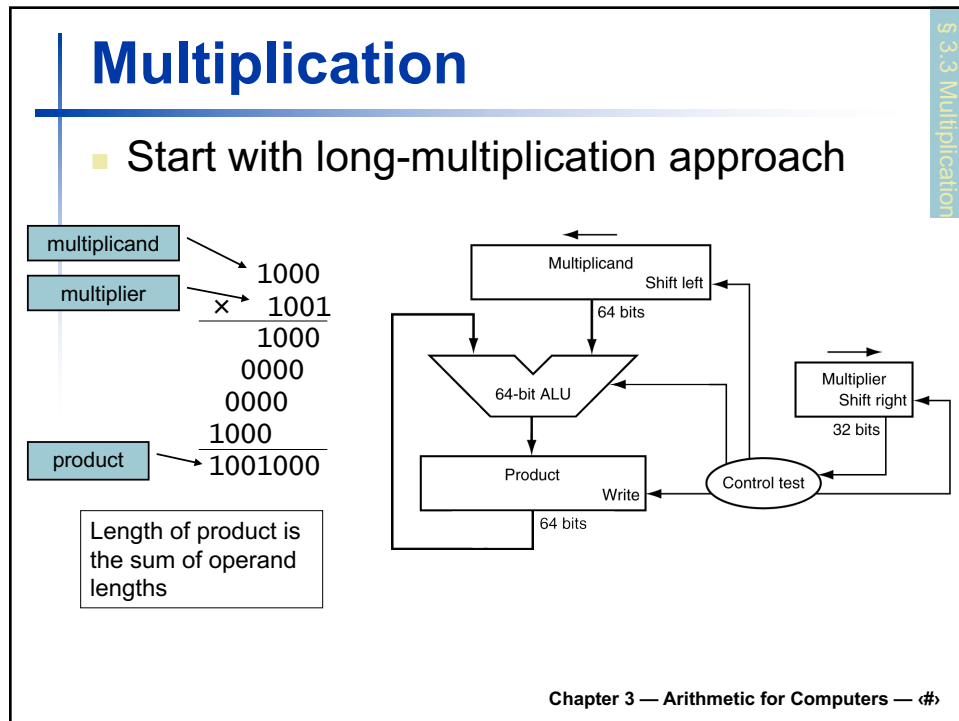 Multiplication
§ 3.3 Multiplication
Start with long-multiplication approach
multiplicand
1000
multiplier
× 1001
1000
0000
0000
1000
product
1001000
Length of product is
the sum of operand
lengths
Multiplicand
Shift left
64 bits
64-bit ALU
Multiplier
Shift right
32 bits
Product
Write
Control test
64 bits
Chapter 3 — Arithmetic for Computers — ‹#›